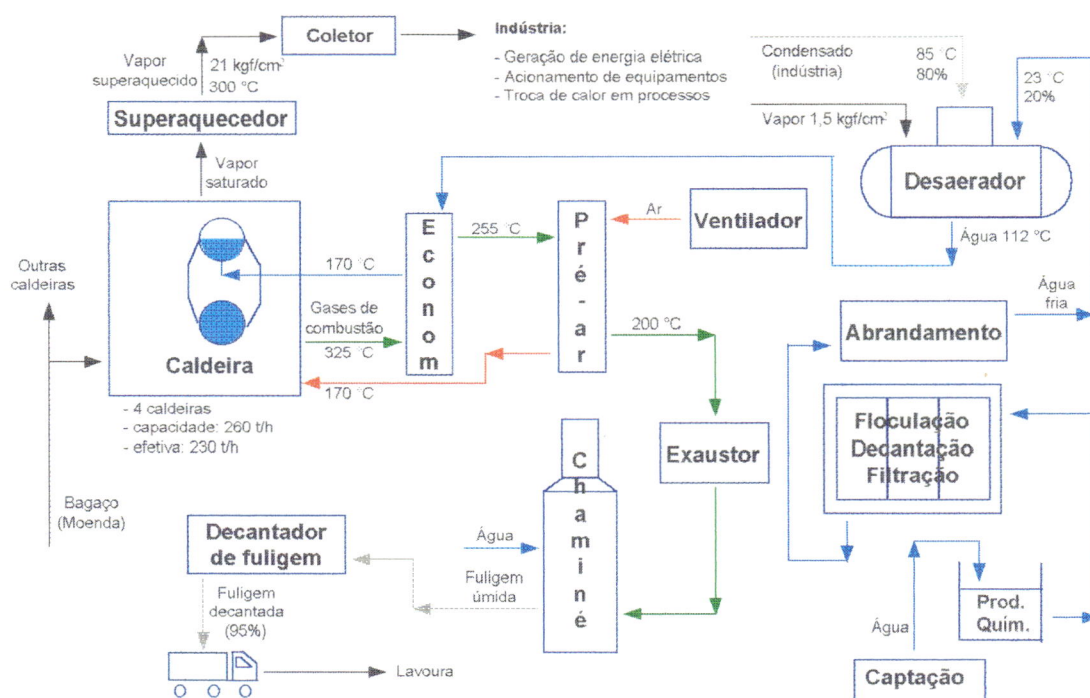 Coletor
Indústria:
- Geração de energia elétrica
- Acionamento de equipamentos
- Troca de calor em processos
Vapor
superaquecido
21 kgf/cm²
300 °C
Condensado
(indústria)
85 °C
80%
23 °C
20%
Superaquecedor
Vapor 1,5 kgf/cm²
Vapor
saturado
Desaerador
Econom
255 °C
Pré-ar
Ar
Ventilador
Água 112 °C
Outras
caldeiras
170 °C
Gases de
combustão
325 °C
200 °C
Água
fria
Abrandamento
Caldeira
170 °C
- 4 caldeiras
- capacidade: 260 t/h
- efetiva: 230 t/h
Floculação
Decantação
Filtração
Chaminé
Exaustor
Bagaço
(Moenda)
Decantador
de fuligem
Água
Fuligem
úmida
Fuligem
decantada
(95%)
Prod.
Quím.
Água
Lavoura
Captação